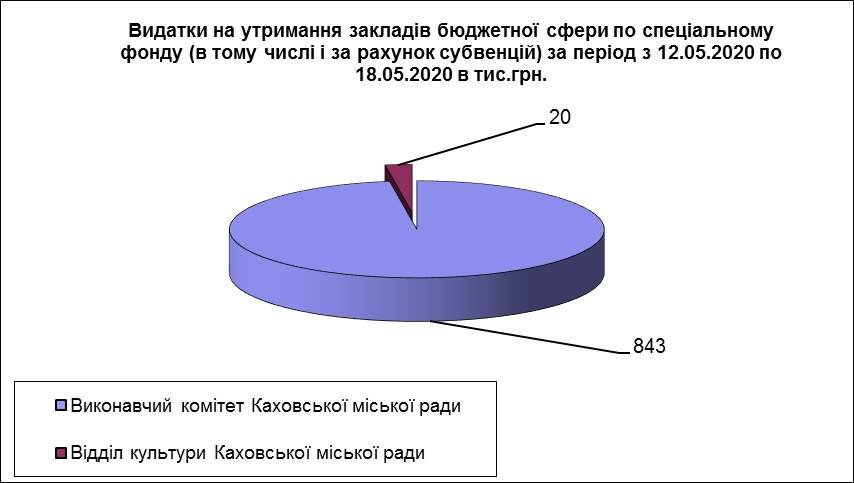 Видатки на утримання закладів бюджетної сфери по спеціальному
фонду (в тому числі і за рахунок субвенцій) за період з 12.05.2020 по
18.05.2020 в тис.грн.
20
843
Виконавчий комітет Каховської міської ради
Відділ культури Каховської міської ради